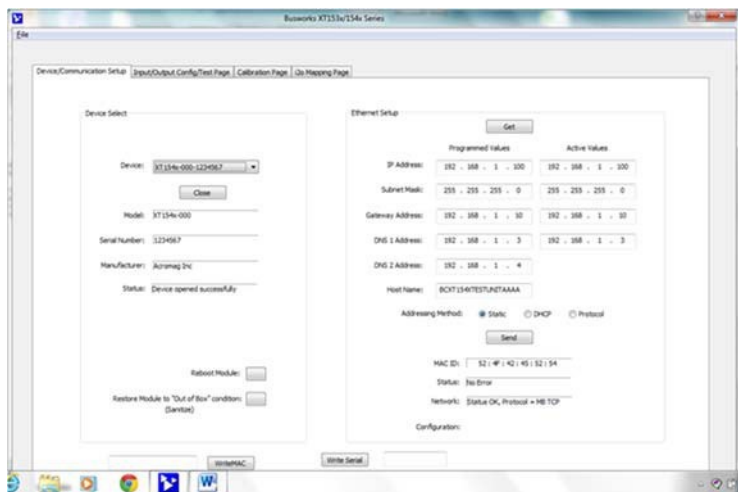 Busworks XT153x/154x Series
File
Device/Communication Setup Input/Output Config/Test Page Calibration Page i2o Mapping Page
Device Select
Device: XT154x-000-1234567
Close
Model: XT154x-000
Serial Number: 1234567
Manufacturer: Acromag Inc
Status: Device opened successfully
Reboot Module:
Restore Module to "Out of Box" condition:
(Sanitize)
WriteMAC
Ethernet Setup
Get
Programmed Values Active Values
IP Address: 192 . 168 . 1 . 100 192 . 168 . 1 . 100
Subnet Mask: 255 . 255 . 255 . 0 255 . 255 . 255 . 0
Gateway Address: 192 . 168 . 1 . 10 192 . 168 . 1 . 10
DNS 1 Address: 192 . 168 . 1 . 3 192 . 168 . 1 . 3
DNS 2 Address: 192 . 168 . 1 . 4
Host Name: BCXT154XTESTUNITAAAA
Addressing Method: Static DHCP Protocol
Send
MAC ID: 52 : 4F : 42 : 45 : 52 : 54
Status: No Error
Network: Status OK, Protocol = MB TCP
Configuration:
Write Serial